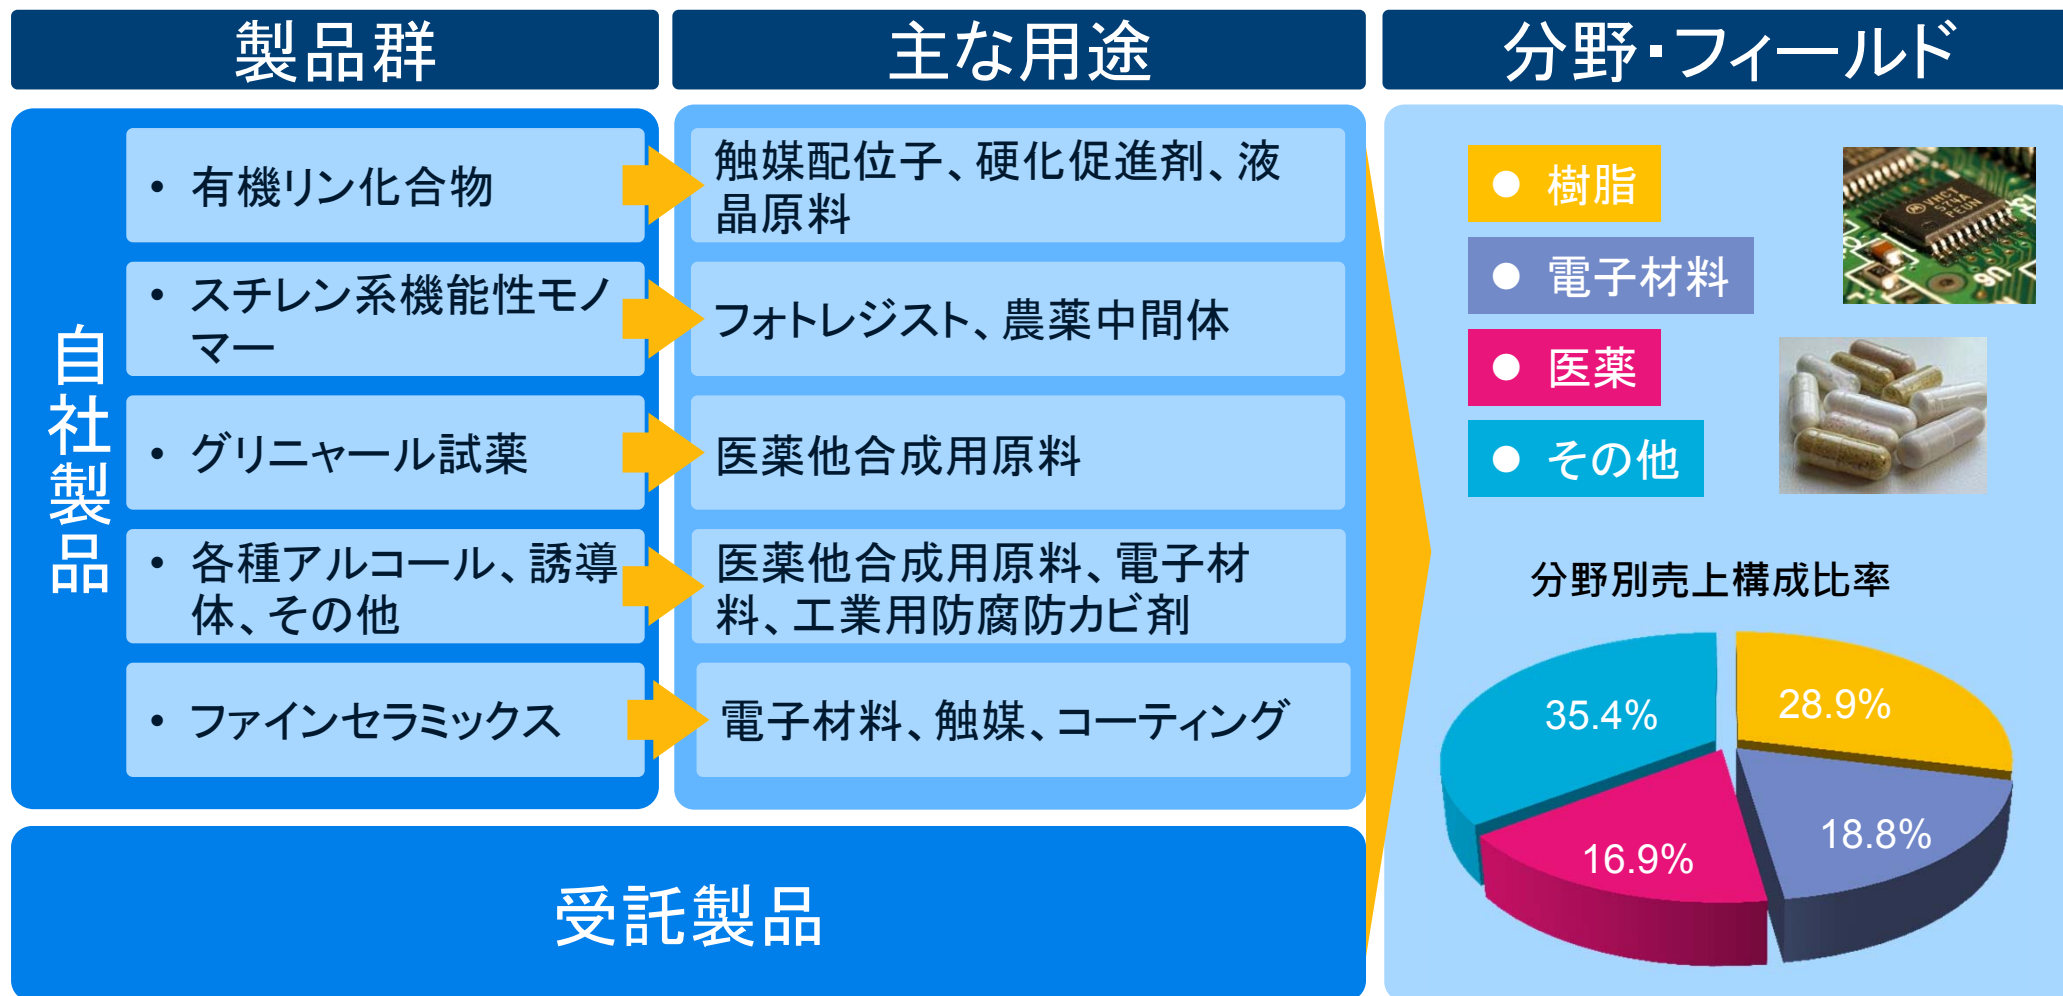 製品群
主な用途
分野・フィールド
自社製品
• 有機リン化合物
触媒配位子、硬化促進剤、液
晶原料
• スチレン系機能性モノ
マー
フォトレジスト、農薬中間体
• グリニャール試薬
医薬他合成用原料
• 各種アルコール、誘導
体、その他
医薬他合成用原料、電子材
料、工業用防腐防カビ剤
• ファインセラミックス
電子材料、触媒、コーティング
受託製品
● 樹脂
● 電子材料
● 医薬
● その他
VHCT
574A
分野別売上構成比率
35.4%
28.9%
18.8%
16.9%